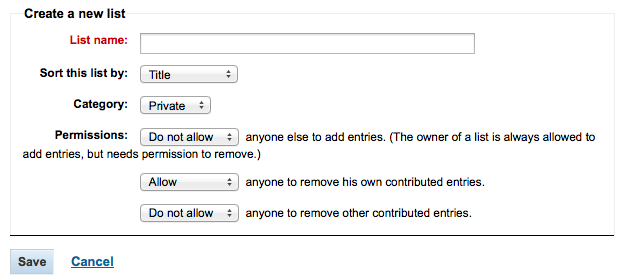 Create a new list
List name:
Sort this list by: Title
Category: Private
Permissions: Do not allow anyone else to add entries. (The owner of a list is always allowed to
add entries, but needs permission to remove.)
Allow anyone to remove his own contributed entries.
Do not allow anyone to remove other contributed entries.
Save Cancel